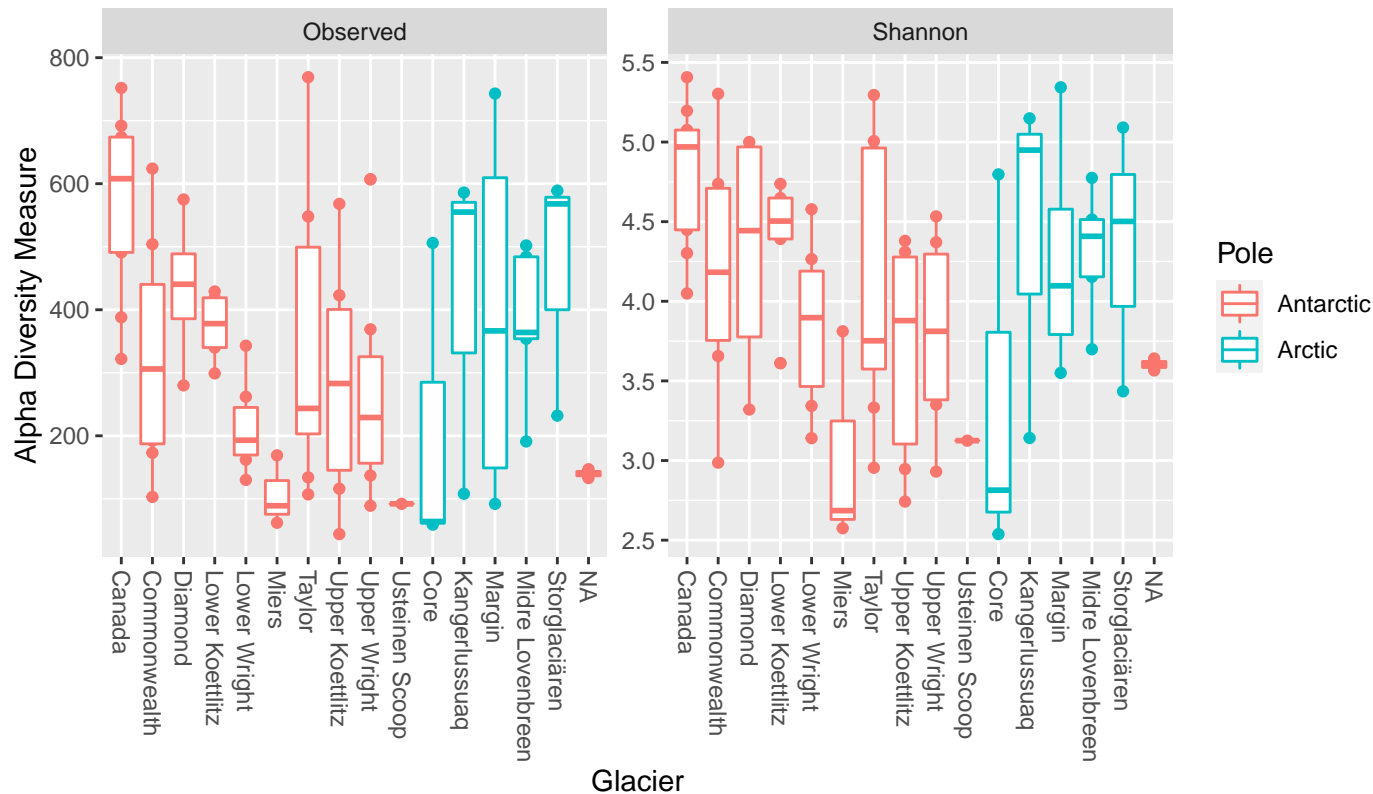 Observed
Shannon
Alpha Diversity Measure
800
600
400
200
5.5
5.0
4.5
4.0
3.5
3.0
2.5
Canada
Commonwealth
Diamond
Lower Koettlitz
Lower Wright
Miers
Taylor
Upper Koettlitz
Upper Wright
Usteinen Scoop
Core
Kangerlussuaq
Margin
Midre Lovenbreen
Storglaciären
NA
Canada
Commonwealth
Diamond
Lower Koettlitz
Lower Wright
Miers
Taylor
Upper Koettlitz
Upper Wright
Usteinen Scoop
Core
Kangerlussuaq
Margin
Midre Lovenbreen
Storglaciären
NA
Glacier
Pole
Antarctic
Arctic